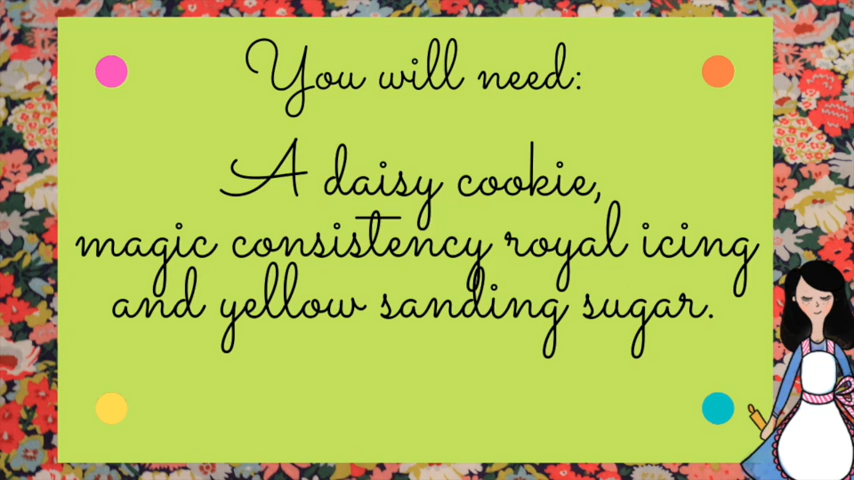 You will need:
A daisy cookie,
magic consistency royal icing
and yellow sanding sugar.